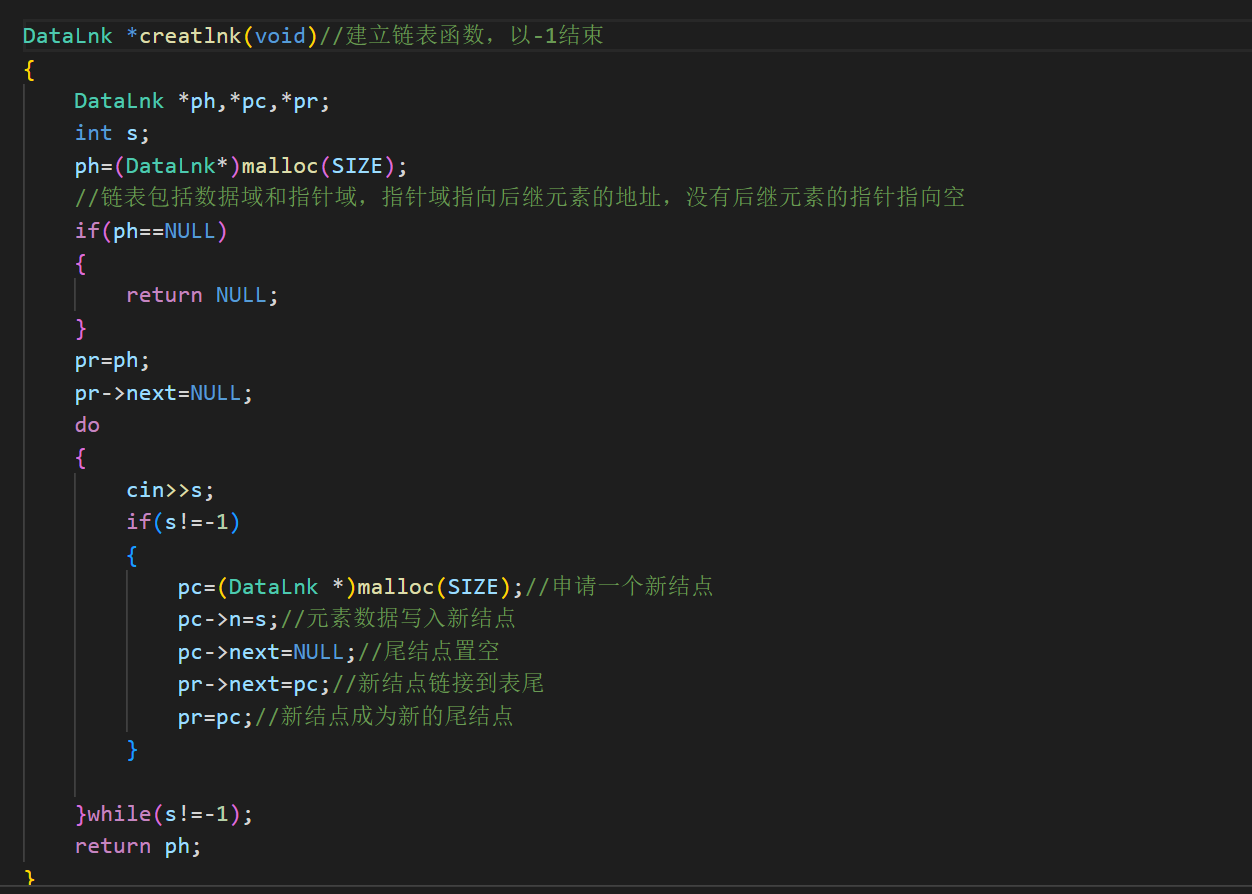 DataLnk *creatlnk(void)//建立链表函数，以-1结束
{
    DataLnk *ph,*pc,*pr;
    int s;
    ph=(DataLnk*)malloc(SIZE);
    //链表包括数据域和指针域，指针域指向后继元素的地址，没有后继元素的指针指向空
    if(ph==NULL)
    {
        return NULL;
    }
    pr=ph;
    pr->next=NULL;
    do
    {
        cin>>s;
        if(s!=-1)
        {
            pc=(DataLnk *)malloc(SIZE);//申请一个新结点
            pc->n=s;//元素数据写入新结点
            pc->next=NULL;//尾结点置空
            pr->next=pc;//新结点链接到表尾
            pr=pc;//新结点成为新的尾结点
        }
    }while(s!=-1);
    return ph;
}